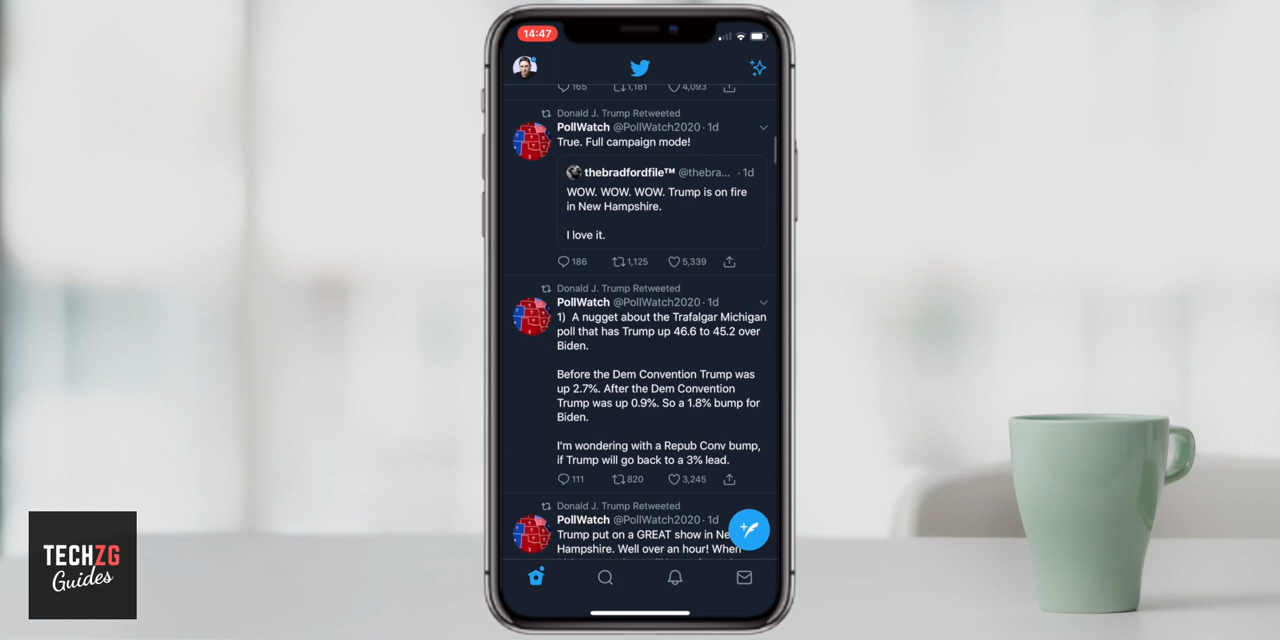 14:47
165 1,181 4,093
Donald J. Trump Retweeted
PollWatch @PollWatch2020 · 1d
True. Full campaign mode!
thebradfordfile™ @thebra... · 1d
WOW. WOW. WOW. Trump is on fire
in New Hampshire.
I love it.
186 1,125 5,339
Donald J. Trump Retweeted
PollWatch @PollWatch2020 · 1d
1) A nugget about the Trafalgar Michigan
poll that has Trump up 46.6 to 45.2 over
Biden.
Before the Dem Convention Trump was
up 2.7%. After the Dem Convention
Trump was up 0.9%. So a 1.8% bump for
Biden.
I'm wondering with a Repub Conv bump,
if Trump will go back to a 3% lead.
111 820 3,245
Donald J. Trump Retweeted
PollWatch @PollWatch2020 · 1d
Trump put on a GREAT show in Ne
Hampshire. Well over an hour! When
TECHZG
Guides